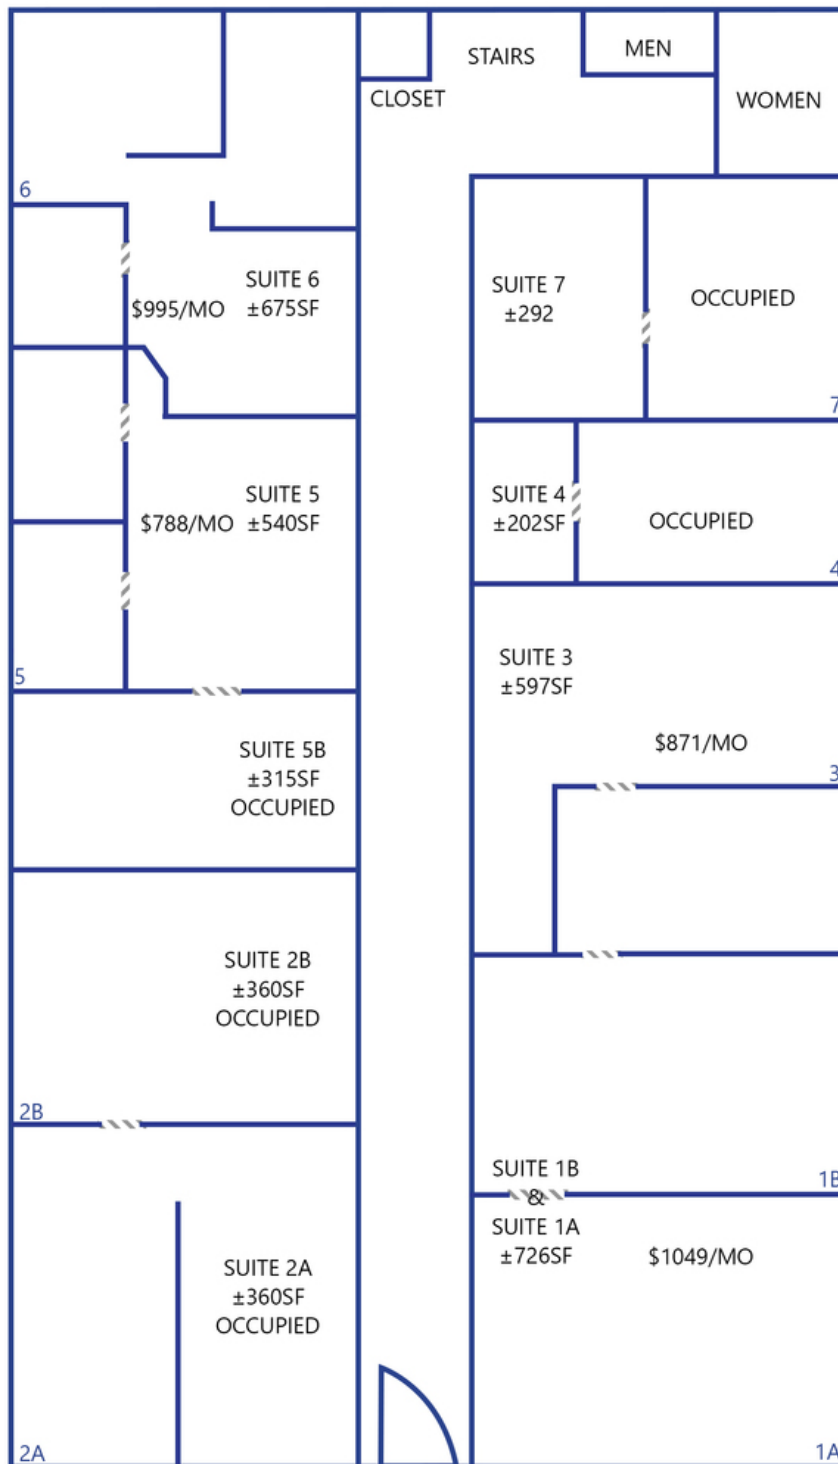 STAIRS
MEN
WOMEN
CLOSET
6
SUITE 6
±675SF
$995/MO
SUITE 7
±292
OCCUPIED
7
SUITE 5
±540SF
$788/MO
SUITE 4
±202SF
OCCUPIED
4
5
SUITE 3
±597SF
$871/MO
3
SUITE 5B
±315SF
OCCUPIED
SUITE 2B
±360SF
OCCUPIED
2B
SUITE 1B
&
SUITE 1A
±726SF
$1049/MO
1B
SUITE 2A
±360SF
OCCUPIED
2A
1A